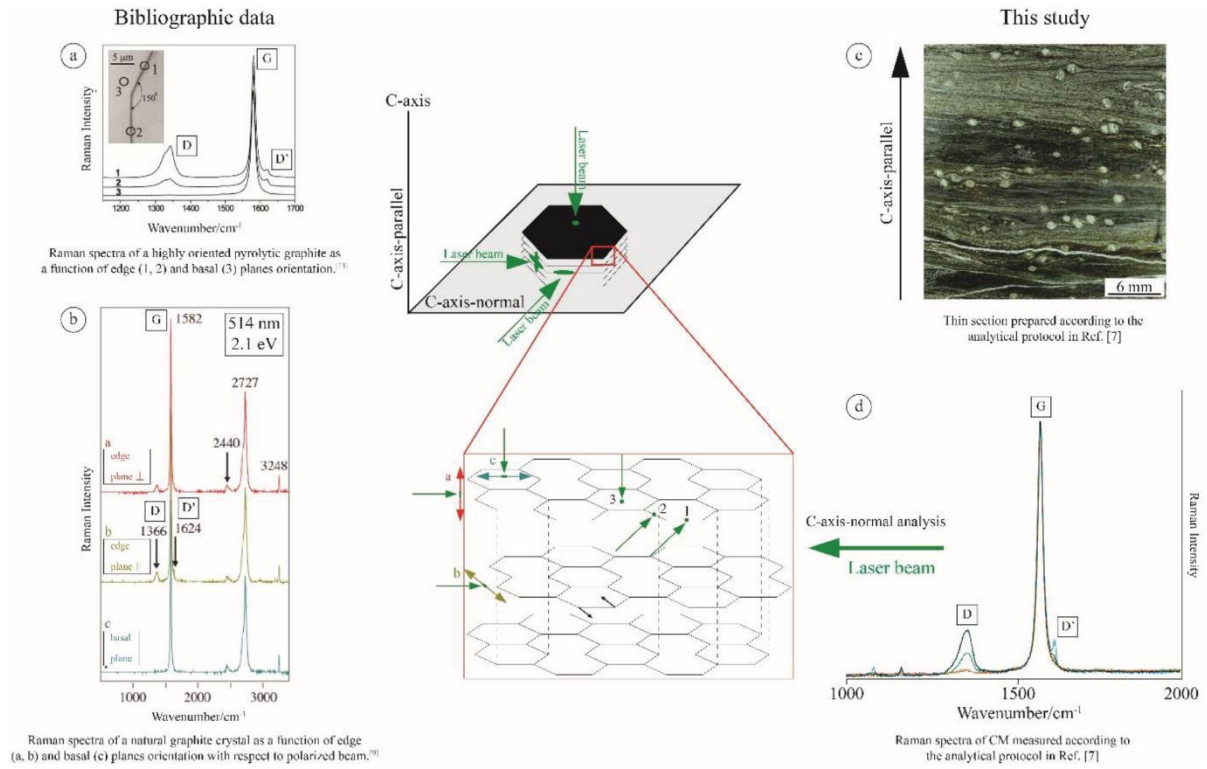 Bibliographic data
This study
a
5 μm
1
3
150°
2
G
D
D'
Raman Intensity
1
2
3
1200 1300 1400 1500 1600 1700
Wavenumber/cm-1
Raman spectra of a highly oriented pyrolytic graphite as
a function of edge (1, 2) and basal (3) planes orientation.
b
G
1582
514 nm
2.1 eV
2727
2440
3248
a
edge
plane ⊥
D
D'
1366
1624
b
edge
plane
c
basal
plane
Raman Intensity
1000 2000 3000
Wavenumber/cm-1
Raman spectra of a natural graphite crystal as a function of edge
(a, b) and basal (c) planes orientation with respect to polarized beam.[9]
C-axis
C-axis-parallel
Laser beam
Laser beam
Laser beam
C-axis-normal
a
c
3
2
1
b
c
C-axis-parallel
6 mm
Thin section prepared according to the
analytical protocol in Ref. [7]
d
G
D
D'
C-axis-normal analysis
Laser beam
Raman Intensity
1000 1500 2000
Wavenumber/cm-1
Raman spectra of CM measured according to
the analytical protocol in Ref. [7]